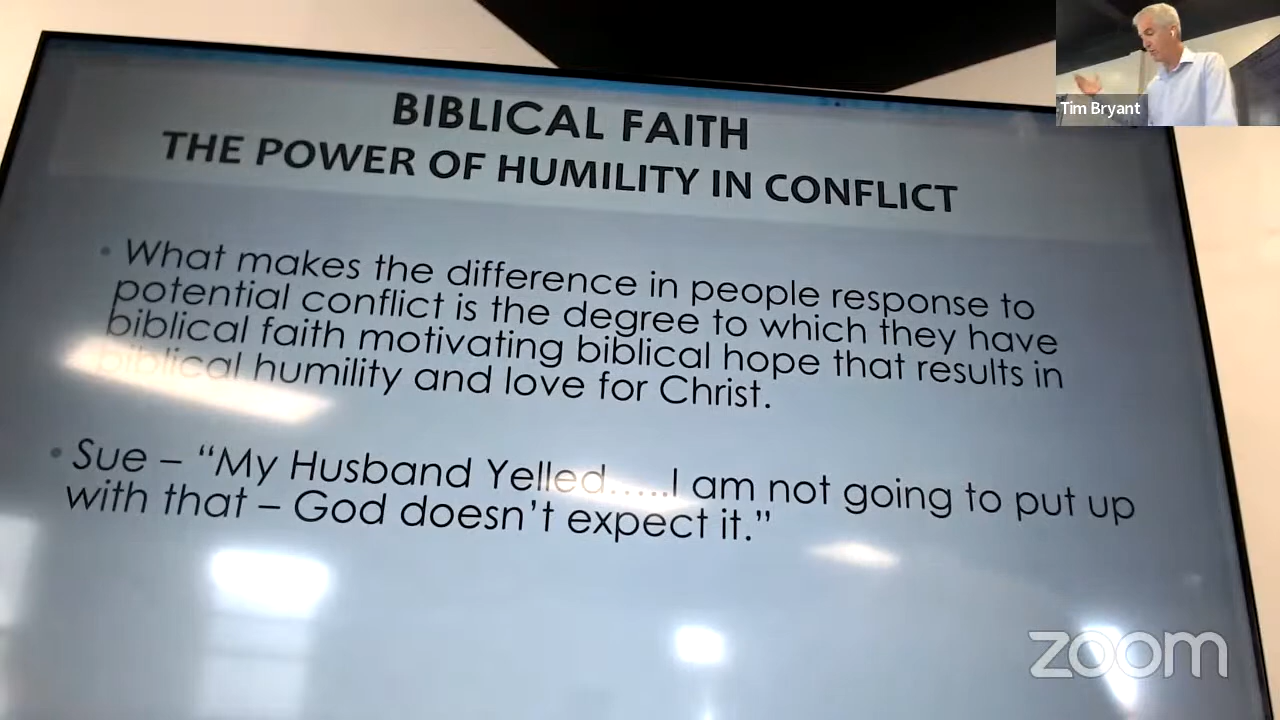 BIBLICAL FAITH
THE POWER OF HUMILITY IN CONFLICT
• What makes the difference in people response to
potential conflict is the degree to which they have
biblical faith motivating biblical hope that results in
biblical humility and love for Christ.
• Sue – “My Husband Yelled…..I am not going to put up
with that – God doesn’t expect it.”
Tim Bryant
zoom